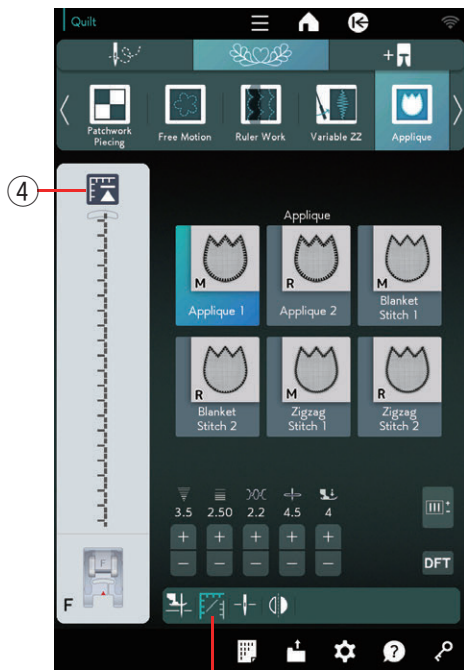 Quilt
+
Patchwork
Piecing
Free Motion
Ruler Work
Variable ZZ
Applique
④
Applique
M
Applique 1
R
Applique 2
M
Blanket
Stitch 1
R
Blanket
Stitch 2
M
Zigzag
Stitch 1
R
Zigzag
Stitch 2
3.5 2.50 2.2 4.5 4
+ + + + +
− − − − −
DFT
F
F
?